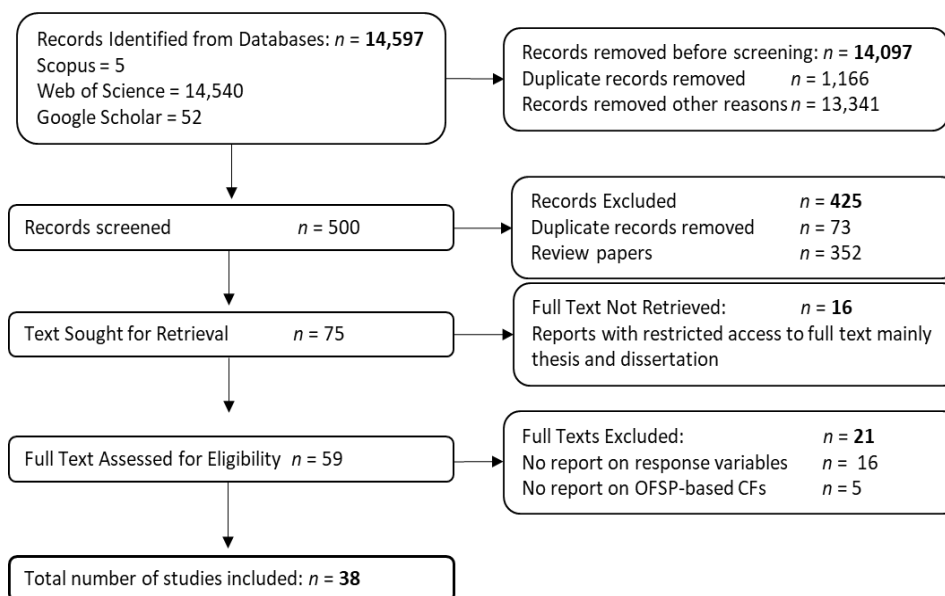 Records Identified from Databases: n = 14,597
Scopus = 5
Web of Science = 14,540
Google Scholar = 52
Records removed before screening: n = 14,097
Duplicate records removed n = 1,166
Records removed other reasons n = 13,341
Records screened n = 500
Records Excluded n = 425
Duplicate records removed n = 73
Review papers n = 352
Text Sought for Retrieval n = 75
Full Text Not Retrieved: n = 16
Reports with restricted access to full text mainly
thesis and dissertation
Full Text Assessed for Eligibility n = 59
Full Texts Excluded: n = 21
No report on response variables n = 16
No report on OFSP-based CFs n = 5
Total number of studies included: n = 38